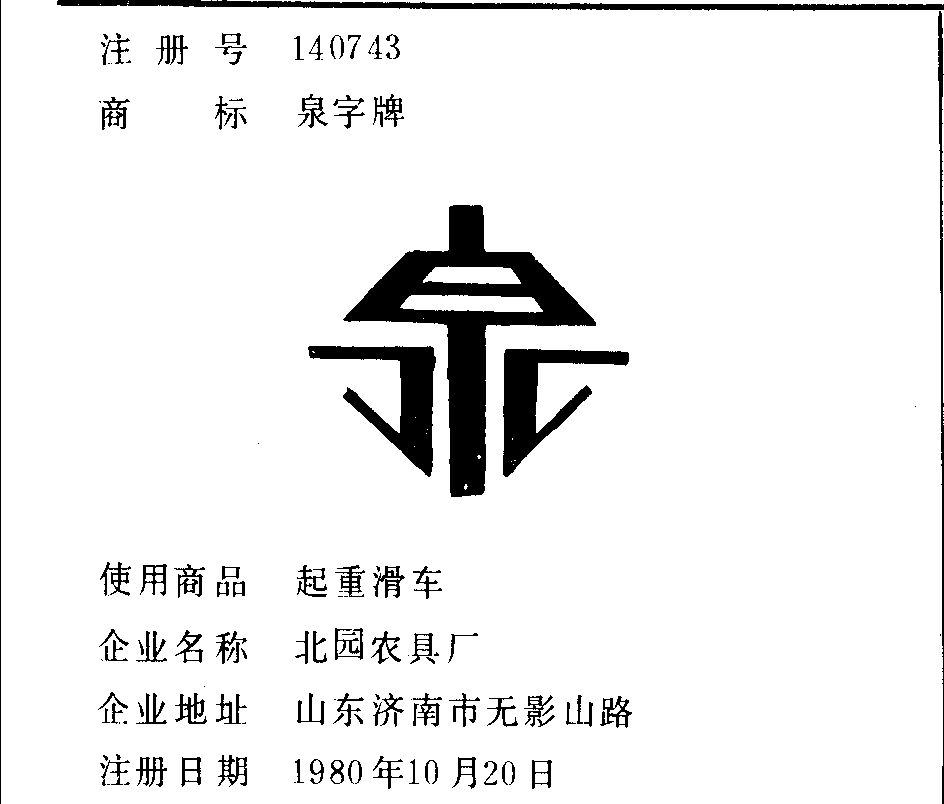 注册号 140743
商标 泉字牌
泉
使用商品 起重滑车
企业名称 北园农具厂
企业地址 山东济南市无影山路
注册日期 1980年10月20日